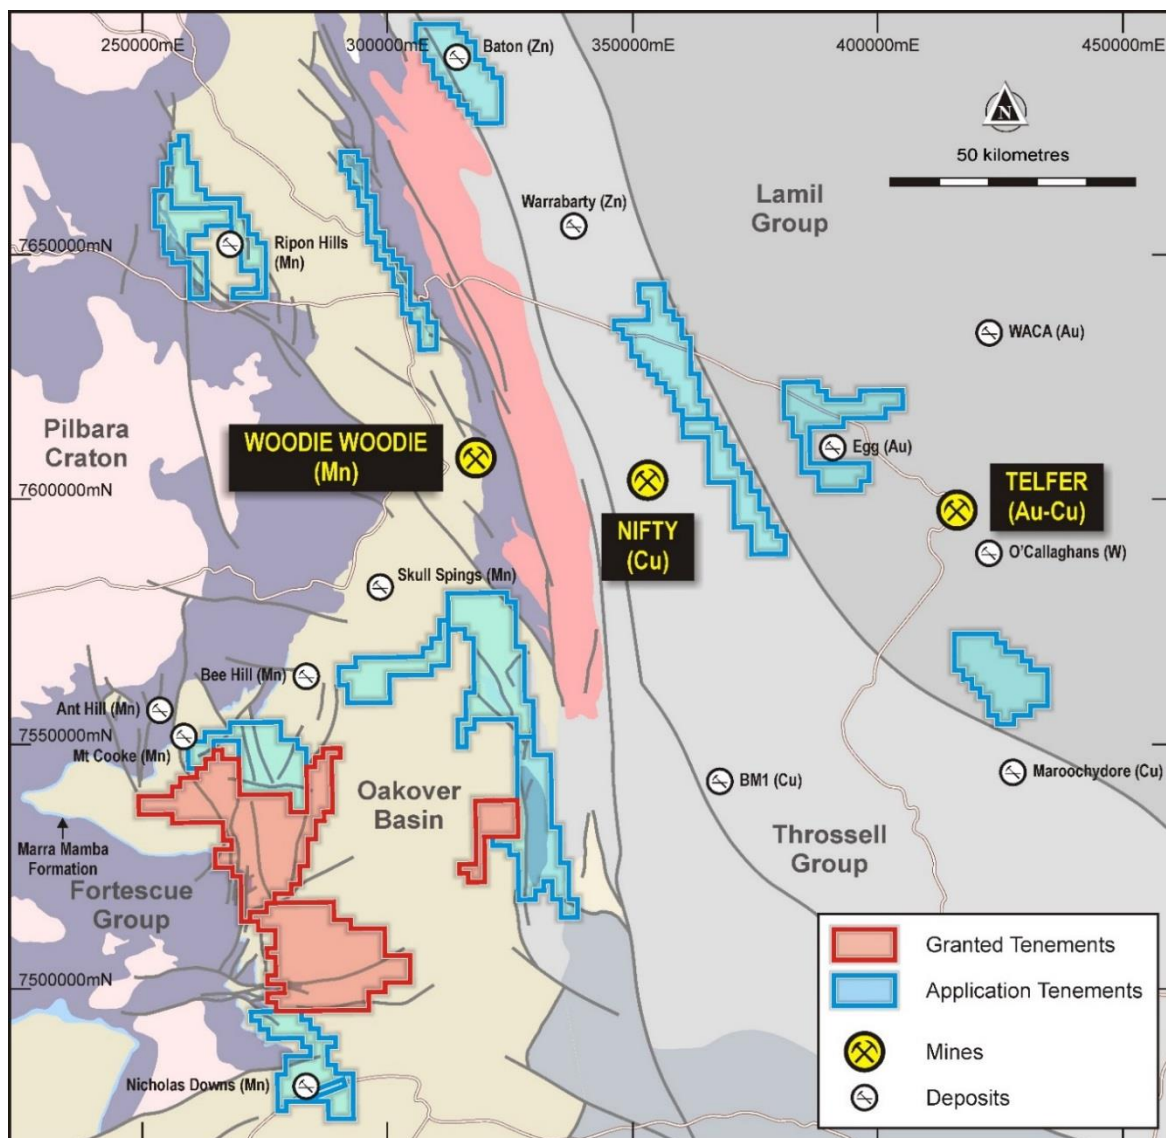 250000mE
300000mE
350000mE
400000mE
450000mE
Baton (Zn)
N
50 kilometres
Warrabarty (Zn)
Lamil
Group
7650000mN
Ripon Hills
(Mn)
WACA (Au)
Pilbara
Craton
WOODIE WOODIE
(Mn)
Egg (Au)
7600000mN
NIFTY
(Cu)
TELFER
(Au-Cu)
O'Callaghans (W)
Skull Spings (Mn)
Bee Hill (Mn)
Ant Hill (Mn)
Mt Cooke (Mn)
7550000mN
Oakover
Basin
BM1 (Cu)
Maroochydore (Cu)
Marra Mamba
Formation
Throssell
Group
Fortescue
Group
7500000mN
Nicholas Downs (Mn)
Granted Tenements
Application Tenements
Mines
Deposits